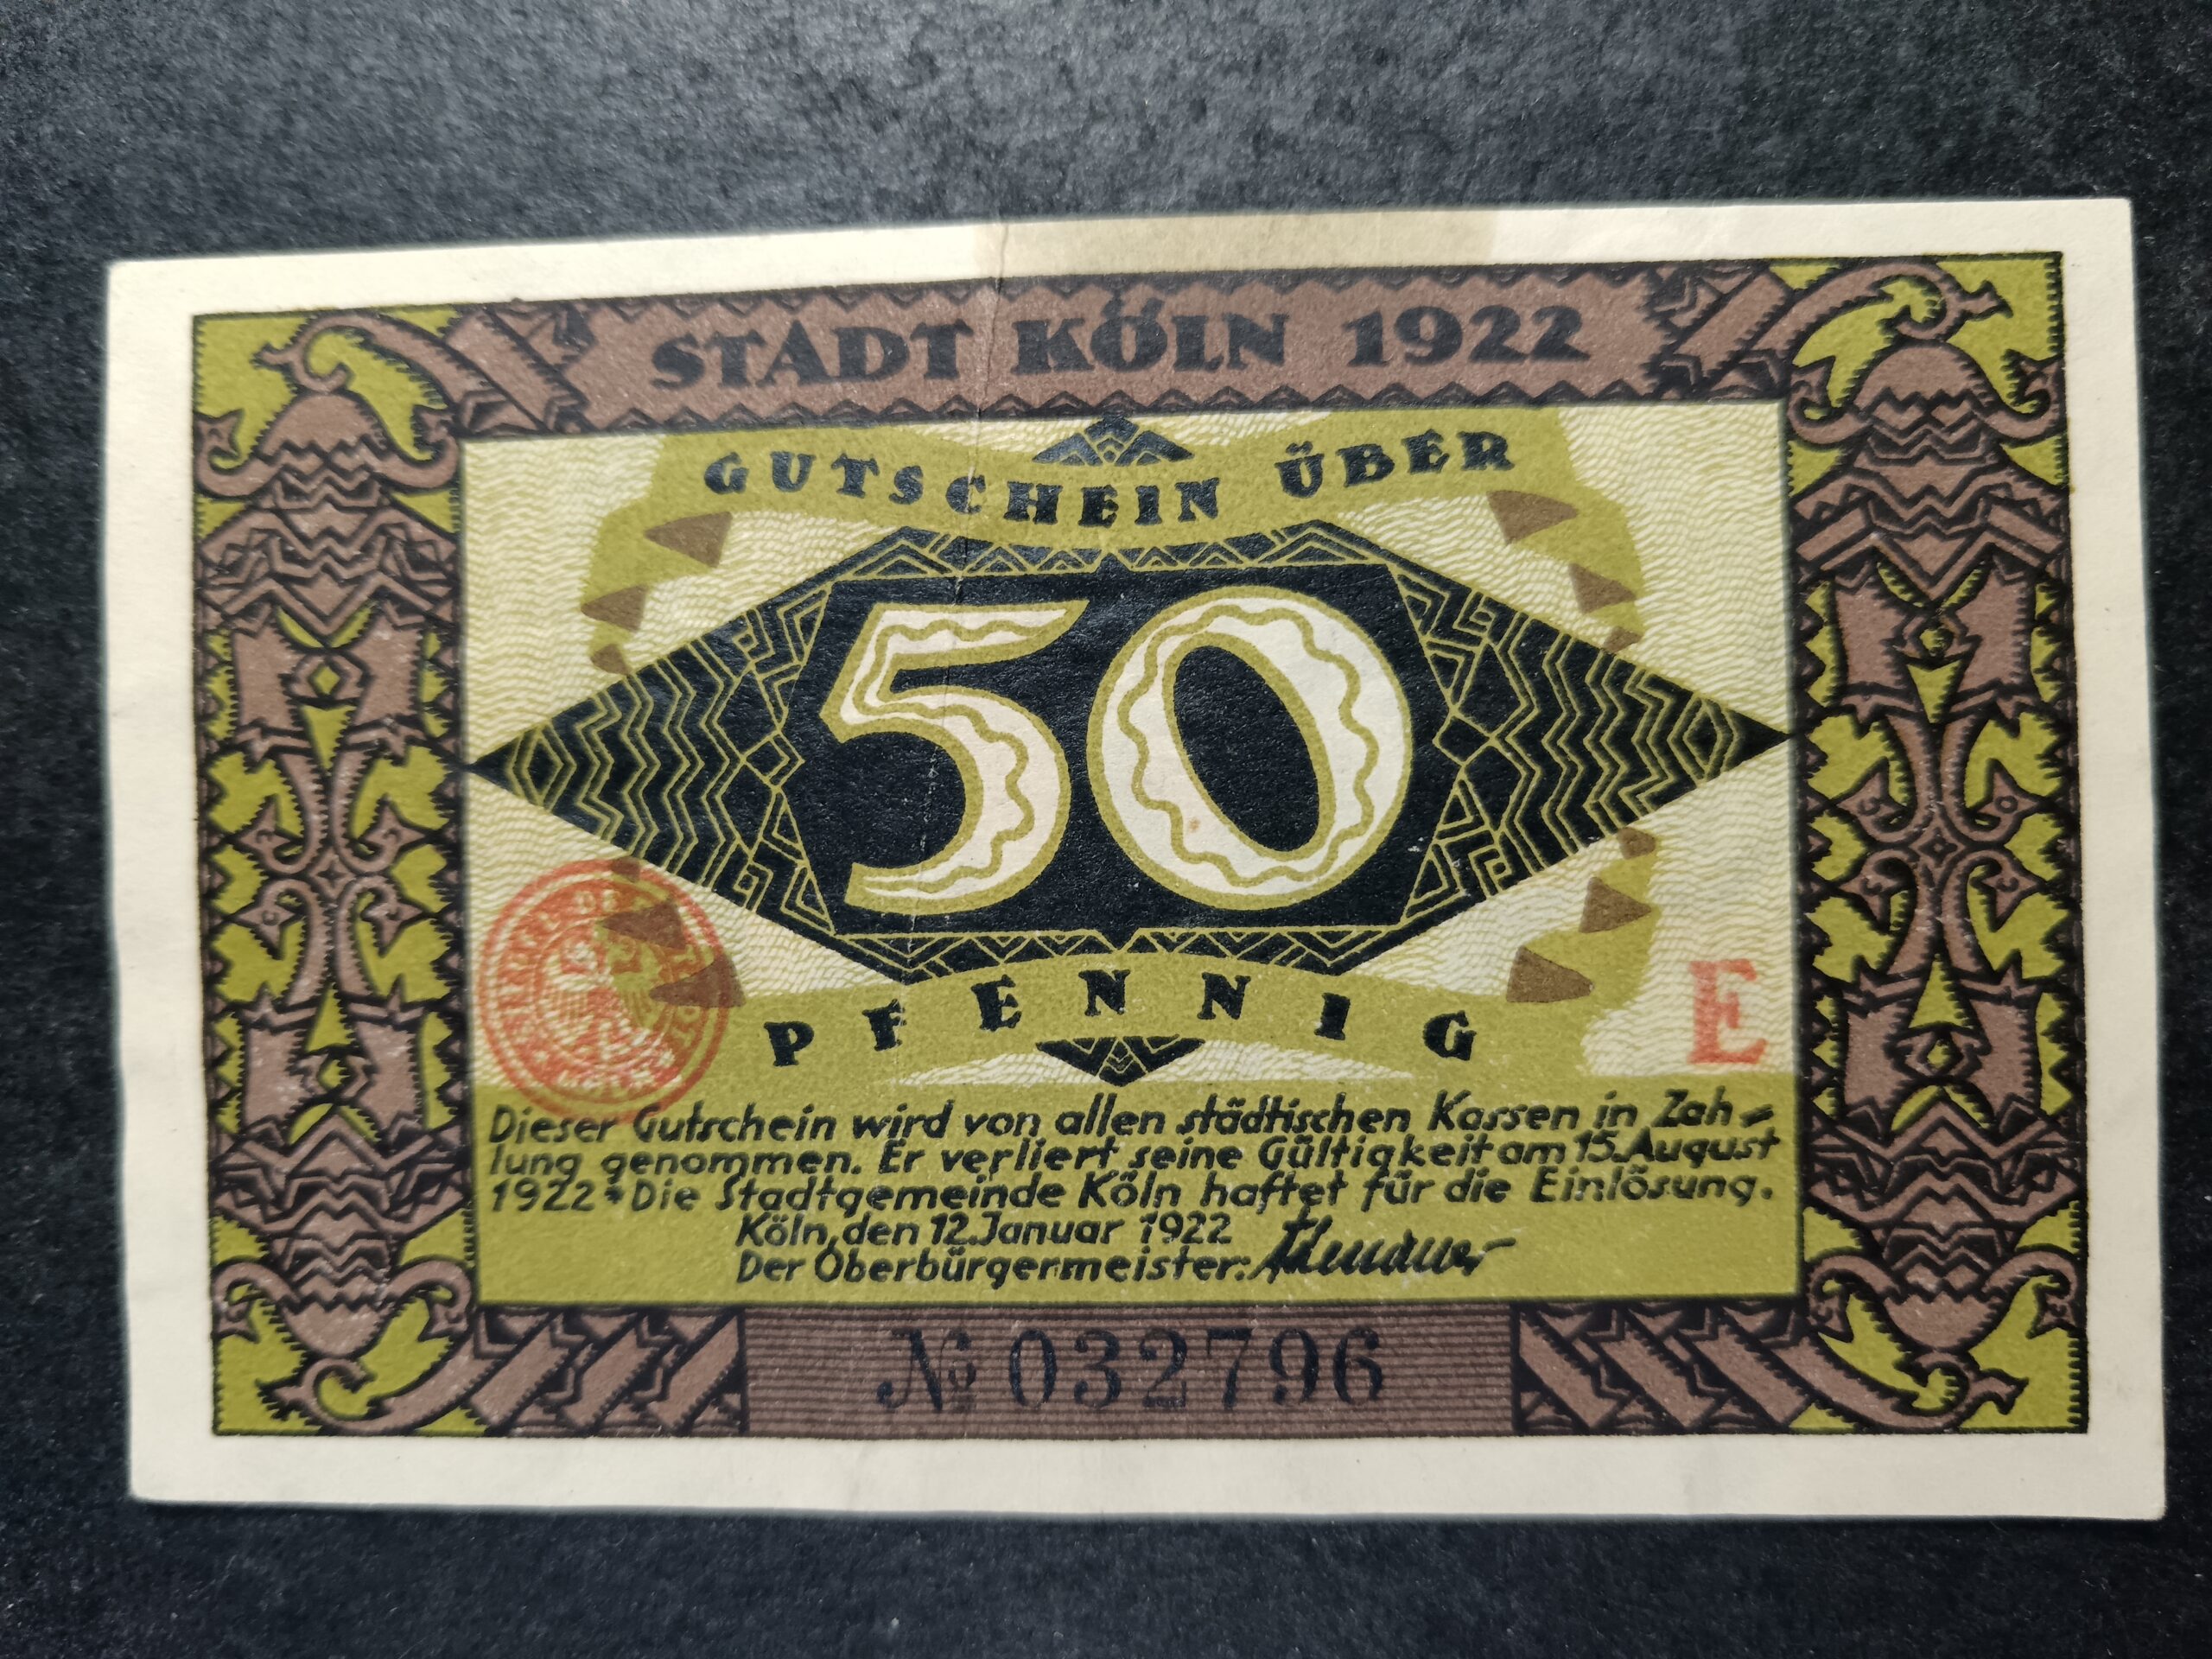 STADT KÖLN 1922
GUTSCHEIN ÜBER
50
PFENNIG
E
Dieser Gutschein wird von allen städtischen Kassen in Zah-
lung genommen. Er verliert seine Gültigkeit am 15. August
1922 * Die Stadtgemeinde Köln haftet für die Einlösung.
Köln, den 12. Januar 1922
Der Oberbürgermeister: Adenauer
№ 032796